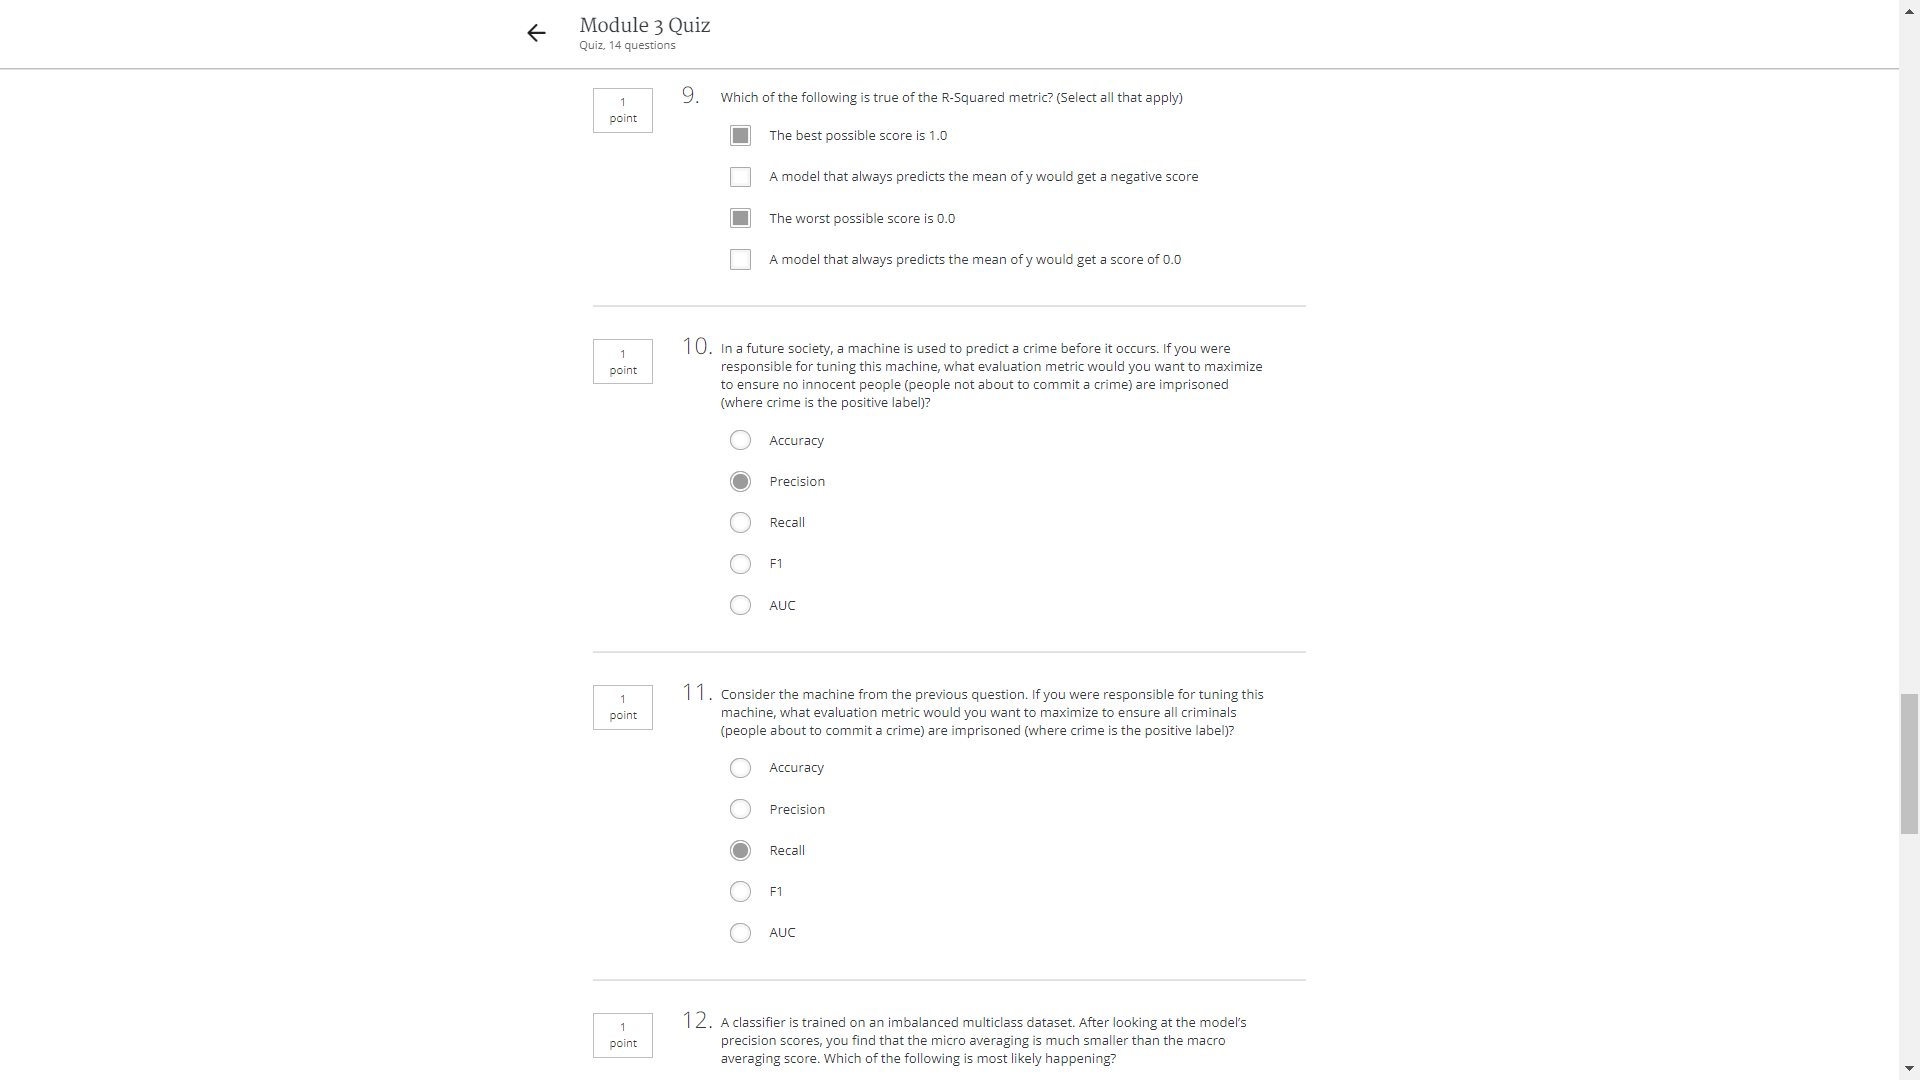 Module 3 Quiz
Quiz, 14 questions
1
point
9.
Which of the following is true of the R-Squared metric? (Select all that apply)
The best possible score is 1.0
A model that always predicts the mean of y would get a negative score
The worst possible score is 0.0
A model that always predicts the mean of y would get a score of 0.0
1
point
10.
In a future society, a machine is used to predict a crime before it occurs. If you were
responsible for tuning this machine, what evaluation metric would you want to maximize
to ensure no innocent people (people not about to commit a crime) are imprisoned
(where crime is the positive label)?
Accuracy
Precision
Recall
F1
AUC
1
point
11.
Consider the machine from the previous question. If you were responsible for tuning this
machine, what evaluation metric would you want to maximize to ensure all criminals
(people about to commit a crime) are imprisoned (where crime is the positive label)?
Accuracy
Precision
Recall
F1
AUC
1
point
12.
A classifier is trained on an imbalanced multiclass dataset. After looking at the model’s
precision scores, you find that the micro averaging is much smaller than the macro
averaging score. Which of the following is most likely happening?